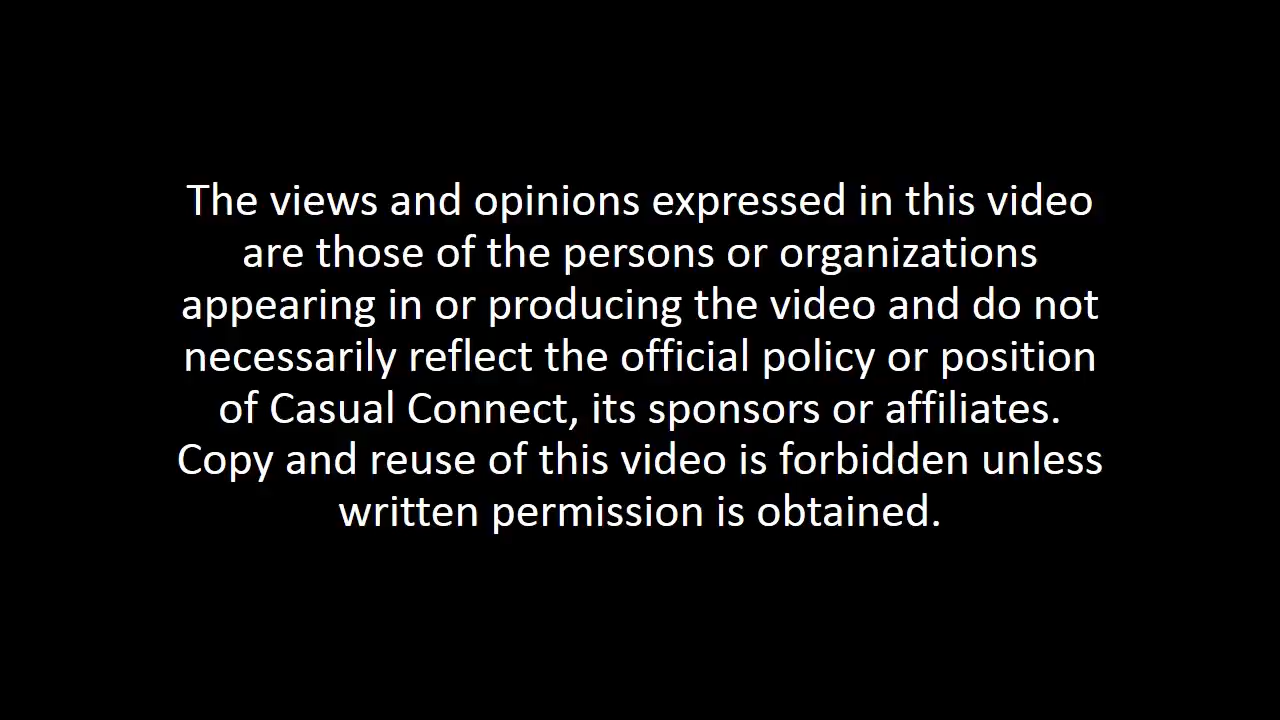 The views and opinions expressed in this video
are those of the persons or organizations
appearing in or producing the video and do not
necessarily reflect the official policy or position
of Casual Connect, its sponsors or affiliates.
Copy and reuse of this video is forbidden unless
written permission is obtained.